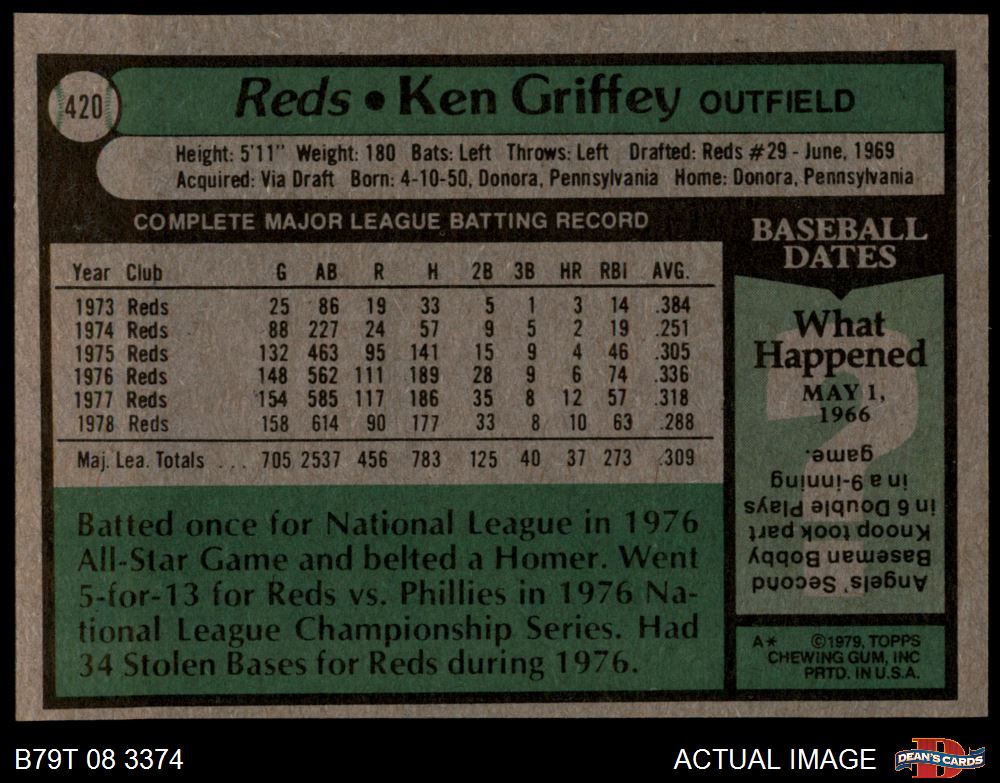 420
Reds • Ken Griffey OUTFIELD
Height: 5'11" Weight: 180 Bats: Left Throws: Left Drafted: Reds #29 - June, 1969
Acquired: Via Draft Born: 4-10-50, Donora, Pennsylvania Home: Donora, Pennsylvania
COMPLETE MAJOR LEAGUE BATTING RECORD
Year Club G AB R H 2B 3B HR RBI AVG.
1973 Reds 25 86 19 33 5 1 3 14 .384
1974 Reds 88 227 24 57 9 5 2 19 .251
1975 Reds 132 463 95 141 15 9 4 46 .305
1976 Reds 148 562 111 189 28 9 6 74 .336
1977 Reds 154 585 117 186 35 8 12 57 .318
1978 Reds 158 614 90 177 33 8 10 63 .288
Maj. Lea. Totals ... 705 2537 456 783 125 40 37 273 .309
Batted once for National League in 1976
All-Star Game and belted a Homer. Went
5-for-13 for Reds vs. Phillies in 1976 Na-
tional League Championship Series. Had
34 Stolen Bases for Reds during 1976.
BASEBALL
DATES
What
Happened
MAY 1,
1966
Angels' Second
Baseman Bobby
Knoop took part
in 6 Double Plays
in a 9-inning
game.
A* ©1979, TOPPS
CHEWING GUM, INC
PRTD. IN U.S.A.
B79T 08 3374
ACTUAL IMAGE
D
DEAN'S CARDS